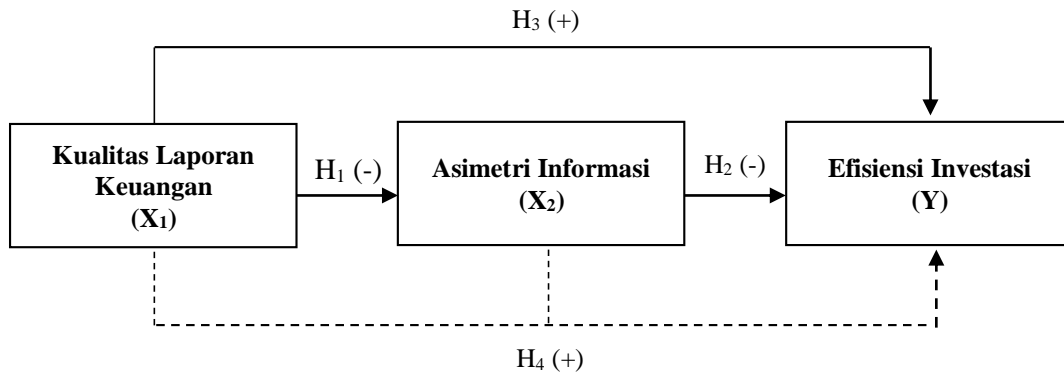 H₃ (+)
Kualitas Laporan
Keuangan
(X₁)
H₁ (-)
Asimetri Informasi
(X₂)
H₂ (-)
Efisiensi Investasi
(Y)
H₄ (+)